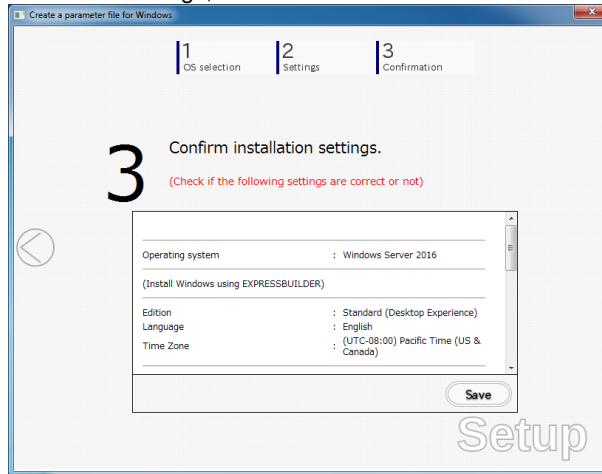 Create a parameter file for Windows
1 2 3
OS selection Settings Confirmation
3 Confirm installation settings.
(Check if the following settings are correct or not)
Operating system : Windows Server 2016
(Install Windows using EXPRESSBUILDER)
Edition : Standard (Desktop Experience)
Language : English
Time Zone : (UTC-08:00) Pacific Time (US &
Canada)
Save
Setup